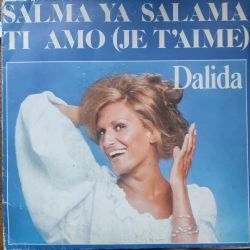 SALMA YA SALAMA
TI AMO (JE T'AIME)
Dalida